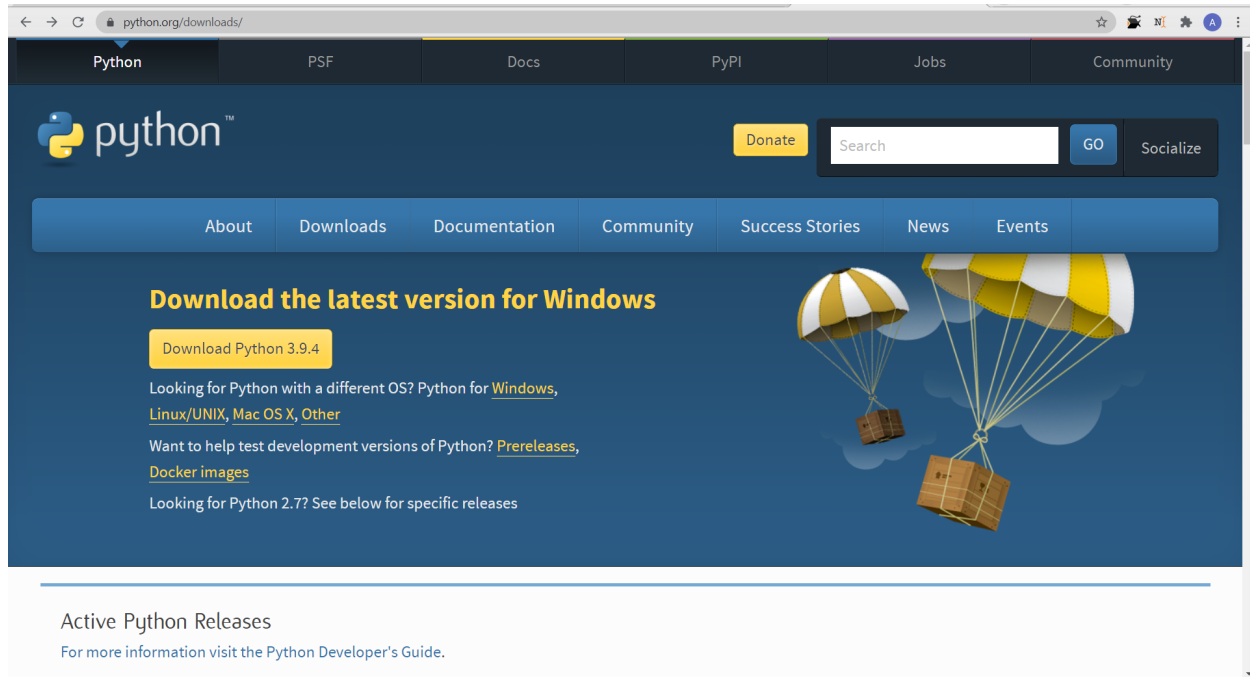 python.org/downloads/
A
Python
PSF
Docs
PyPI
Jobs
Community
python™
Donate
Search
GO
Socialize
About
Downloads
Documentation
Community
Success Stories
News
Events
Download the latest version for Windows
Download Python 3.9.4
Looking for Python with a different OS? Python for Windows,
Linux/UNIX, Mac OS X, Other
Want to help test development versions of Python? Prereleases,
Docker images
Looking for Python 2.7? See below for specific releases
Active Python Releases
For more information visit the Python Developer's Guide.